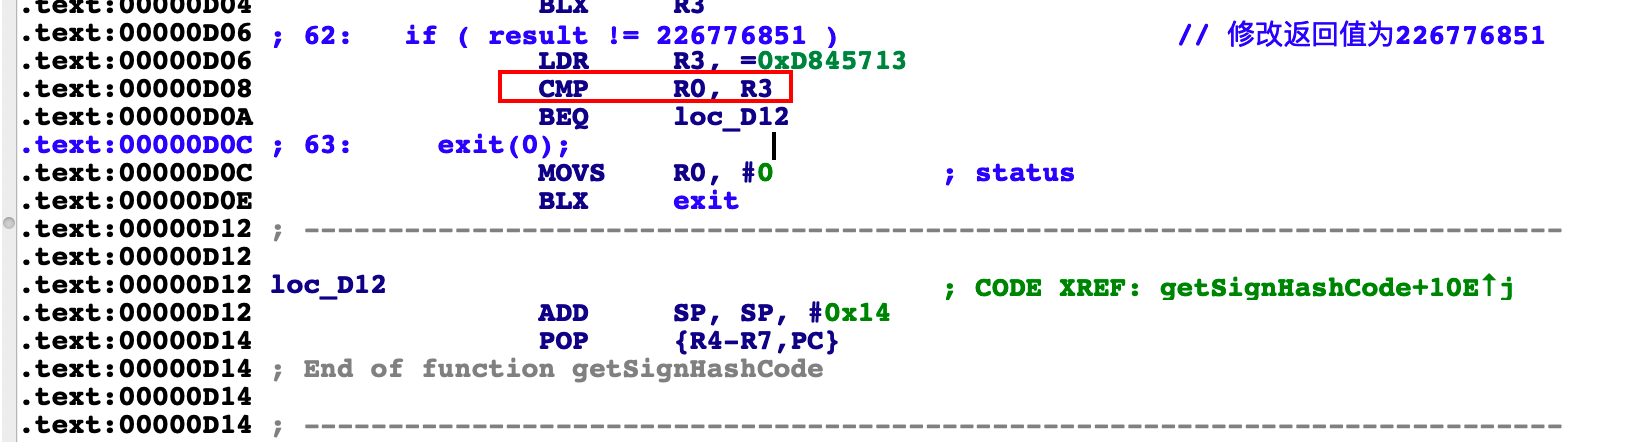 .text:00000D04 BLX R3
.text:00000D06 ; 62: if ( result != 226776851 ) // 修改返回值为226776851
.text:00000D06 LDR R3, =0xD845713
.text:00000D08 CMP R0, R3
.text:00000D0A BEQ loc_D12
.text:00000D0C ; 63: exit(0);
.text:00000D0C MOVS R0, #0 ; status
.text:00000D0E BLX exit
.text:00000D12 ; ---------------------------------------------------------------------------
.text:00000D12
.text:00000D12 loc_D12 ; CODE XREF: getSignHashCode+10E↑j
.text:00000D12 ADD SP, SP, #0x14
.text:00000D14 POP {R4-R7,PC}
.text:00000D14 ; End of function getSignHashCode
.text:00000D14
.text:00000D14 ; ---------------------------------------------------------------------------